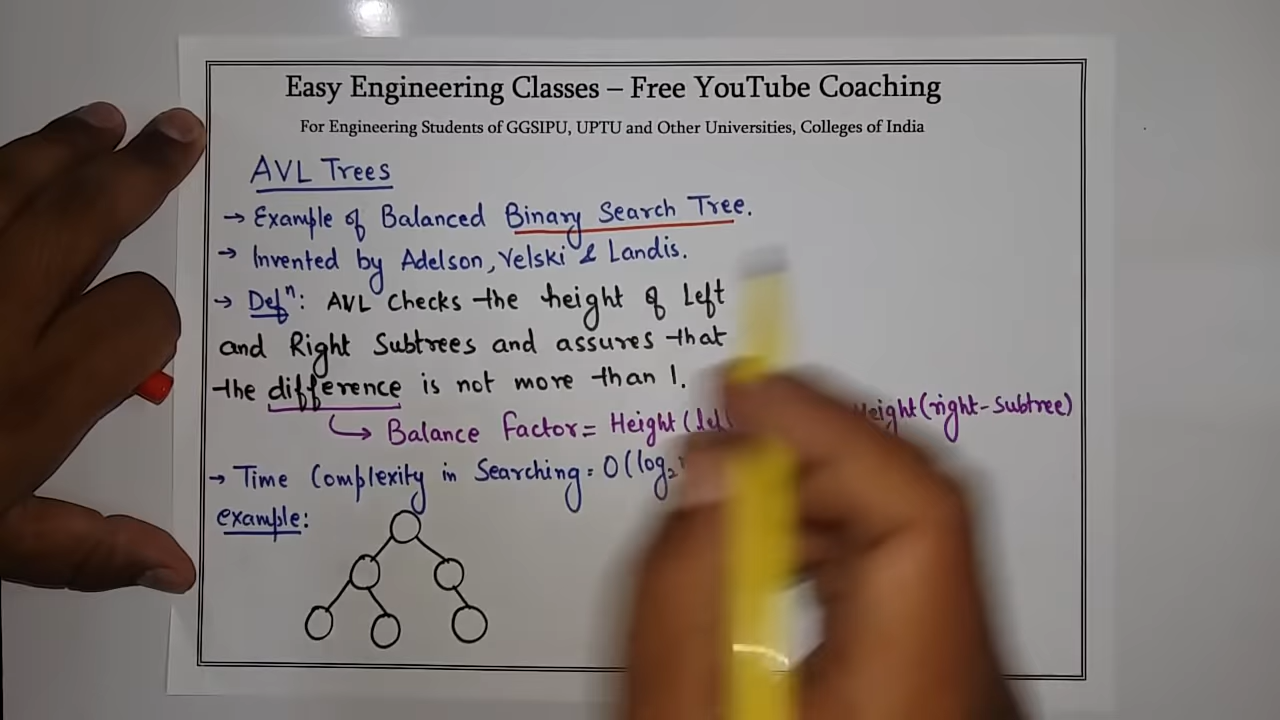 Easy Engineering Classes – Free YouTube Coaching
For Engineering Students of GGSIPU, UPTU and Other Universities, Colleges of India
AVL Trees
→ Example of Balanced Binary Search Tree.
→ Invented by Adelson, Velski & Landis.
→ Defⁿ: AVL checks the height of left
and Right Subtrees and assures that
the difference is not more than 1.
↳ Balance Factor = Height (left Height (right-subtree)
→ Time Complexity in Searching = O(log₂
example: